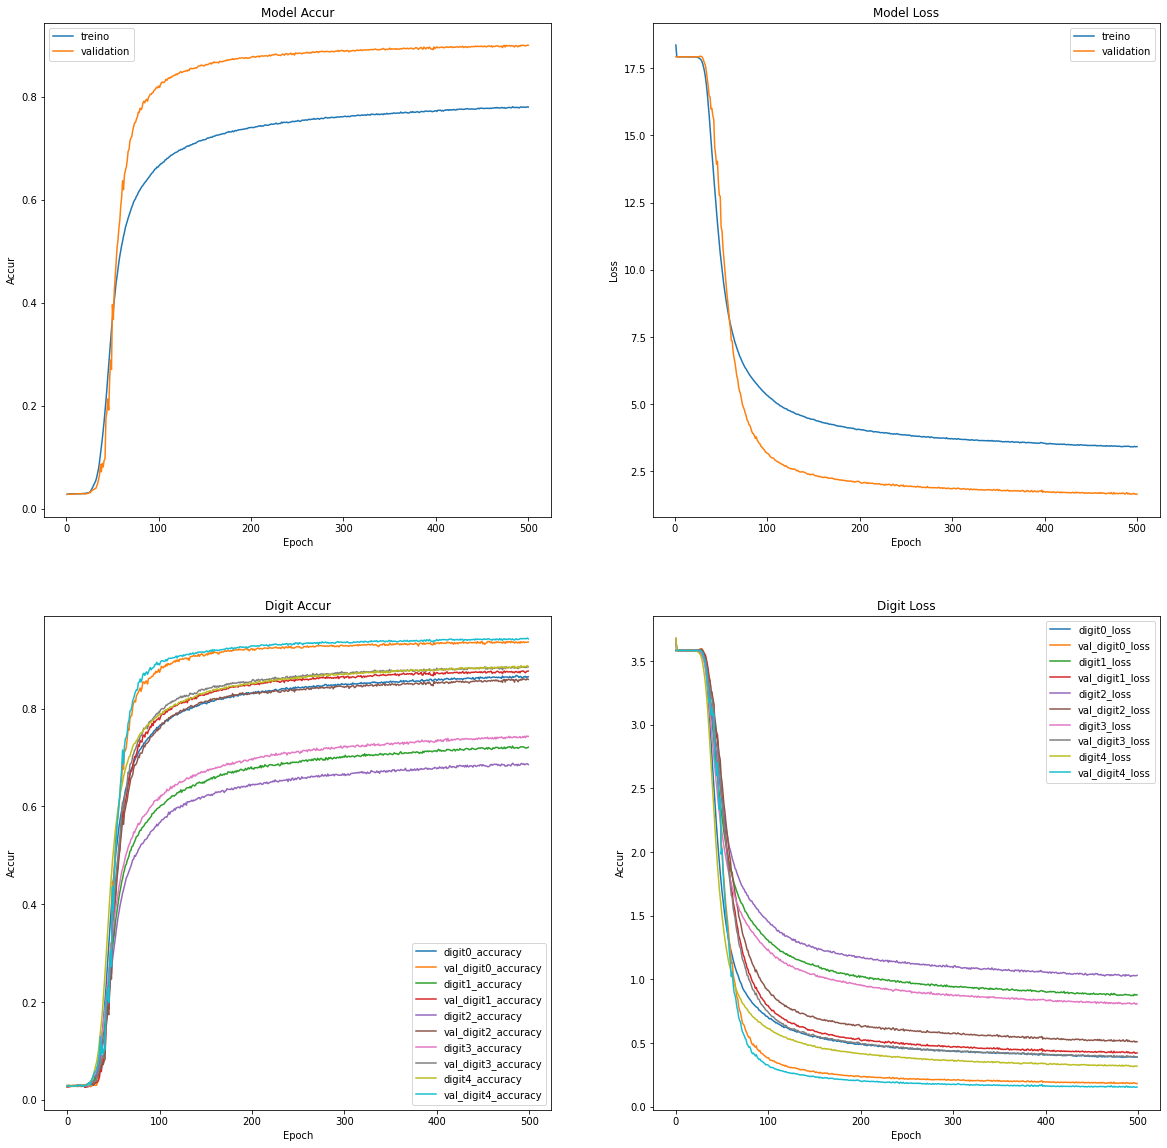 Model Accur
treino
validation
0.8
0.6
0.4
0.2
0.0
Accur
0
100
200
300
400
500
Epoch
Model Loss
treino
validation
17.5
15.0
12.5
10.0
7.5
5.0
2.5
Loss
0
100
200
300
400
500
Epoch
Digit Accur
0.8
0.6
0.4
0.2
0.0
Accur
digit0_accuracy
val_digit0_accuracy
digit1_accuracy
val_digit1_accuracy
digit2_accuracy
val_digit2_accuracy
digit3_accuracy
val_digit3_accuracy
digit4_accuracy
val_digit4_accuracy
0
100
200
300
400
500
Epoch
Digit Loss
digit0_loss
val_digit0_loss
digit1_loss
val_digit1_loss
digit2_loss
val_digit2_loss
digit3_loss
val_digit3_loss
digit4_loss
val_digit4_loss
3.5
3.0
2.5
2.0
1.5
1.0
0.5
0.0
Accur
0
100
200
300
400
500
Epoch